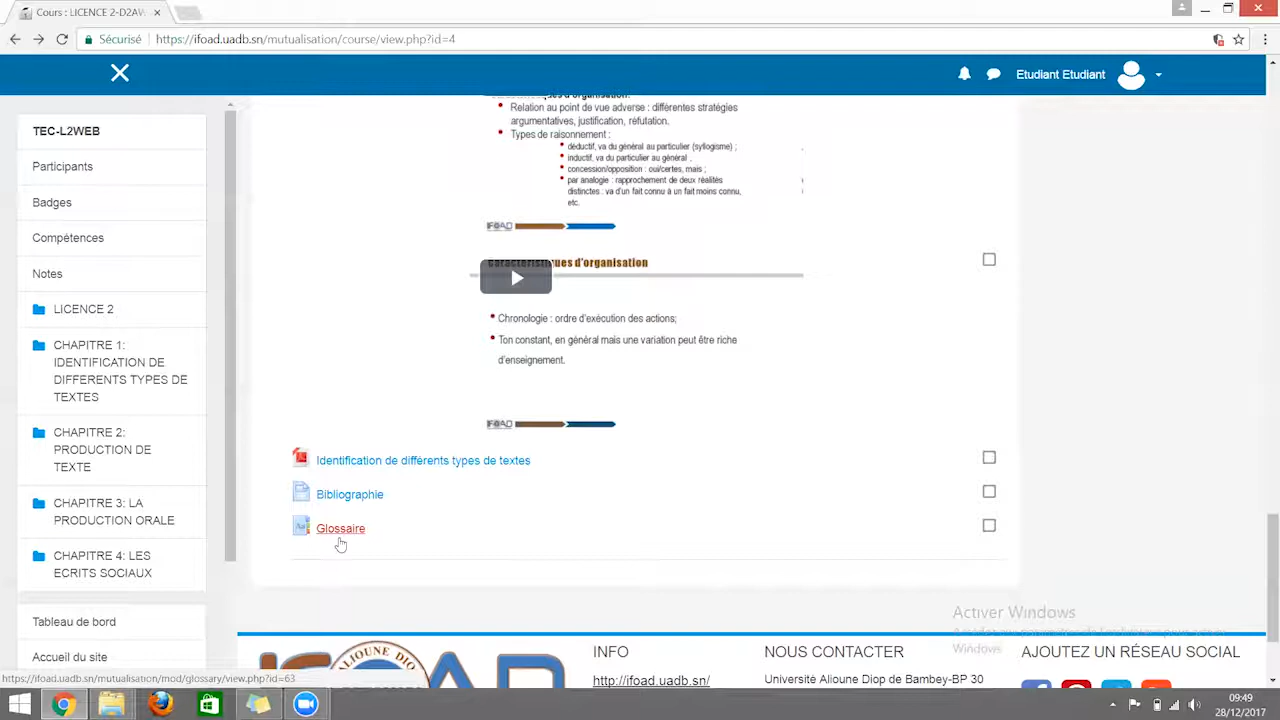 Cours : LICENCE 2-D2AW
Sécurisé
https://ifoad.uadb.sn/mutualisation/course/view.php?id=4
Etudiant Etudiant
TEC-L2WEB
Participants
Badges
Compétences
Notes
LICENCE 2
CHAPITRE 1:
IDENTIFICATION DE
DIFFERENTS TYPES DE
TEXTES
CHAPITRE 2:
PRODUCTION DE
TEXTE
CHAPITRE 3: LA
PRODUCTION ORALE
CHAPITRE 4: LES
ECRITS SOCIAUX
Tableau de bord
Accueil du site
d'organisation:
Relation au point de vue adverse : différentes stratégies
argumentatives, justification, réfutation.
Types de raisonnement :
déductif, va du général au particulier (syllogisme) ;
inductif, va du particulier au général ,
concession/opposition : oui/certes, mais ;
par analogie : rapprochement de deux réalités
distinctes : va d'un fait connu à un fait moins connu,
etc.
IFOAD
Caractéristiques d'organisation
Chronologie : ordre d'exécution des actions;
Ton constant, en général mais une variation peut être riche
d'enseignement.
IFOAD
Identification de différents types de textes
Bibliographie
Glossaire
Activer Windows
Windows
IFOAD
ALIOUNE DIO
INFO
http://ifoad.uadb.sn/
NOUS CONTACTER
Université Alioune Diop de Bambey-BP 30
AJOUTEZ UN RÉSEAU SOCIAL
https://ifoad.uadb.sn/mutualisation/mod/glossary/view.php?id=63
09:49
28/12/2017